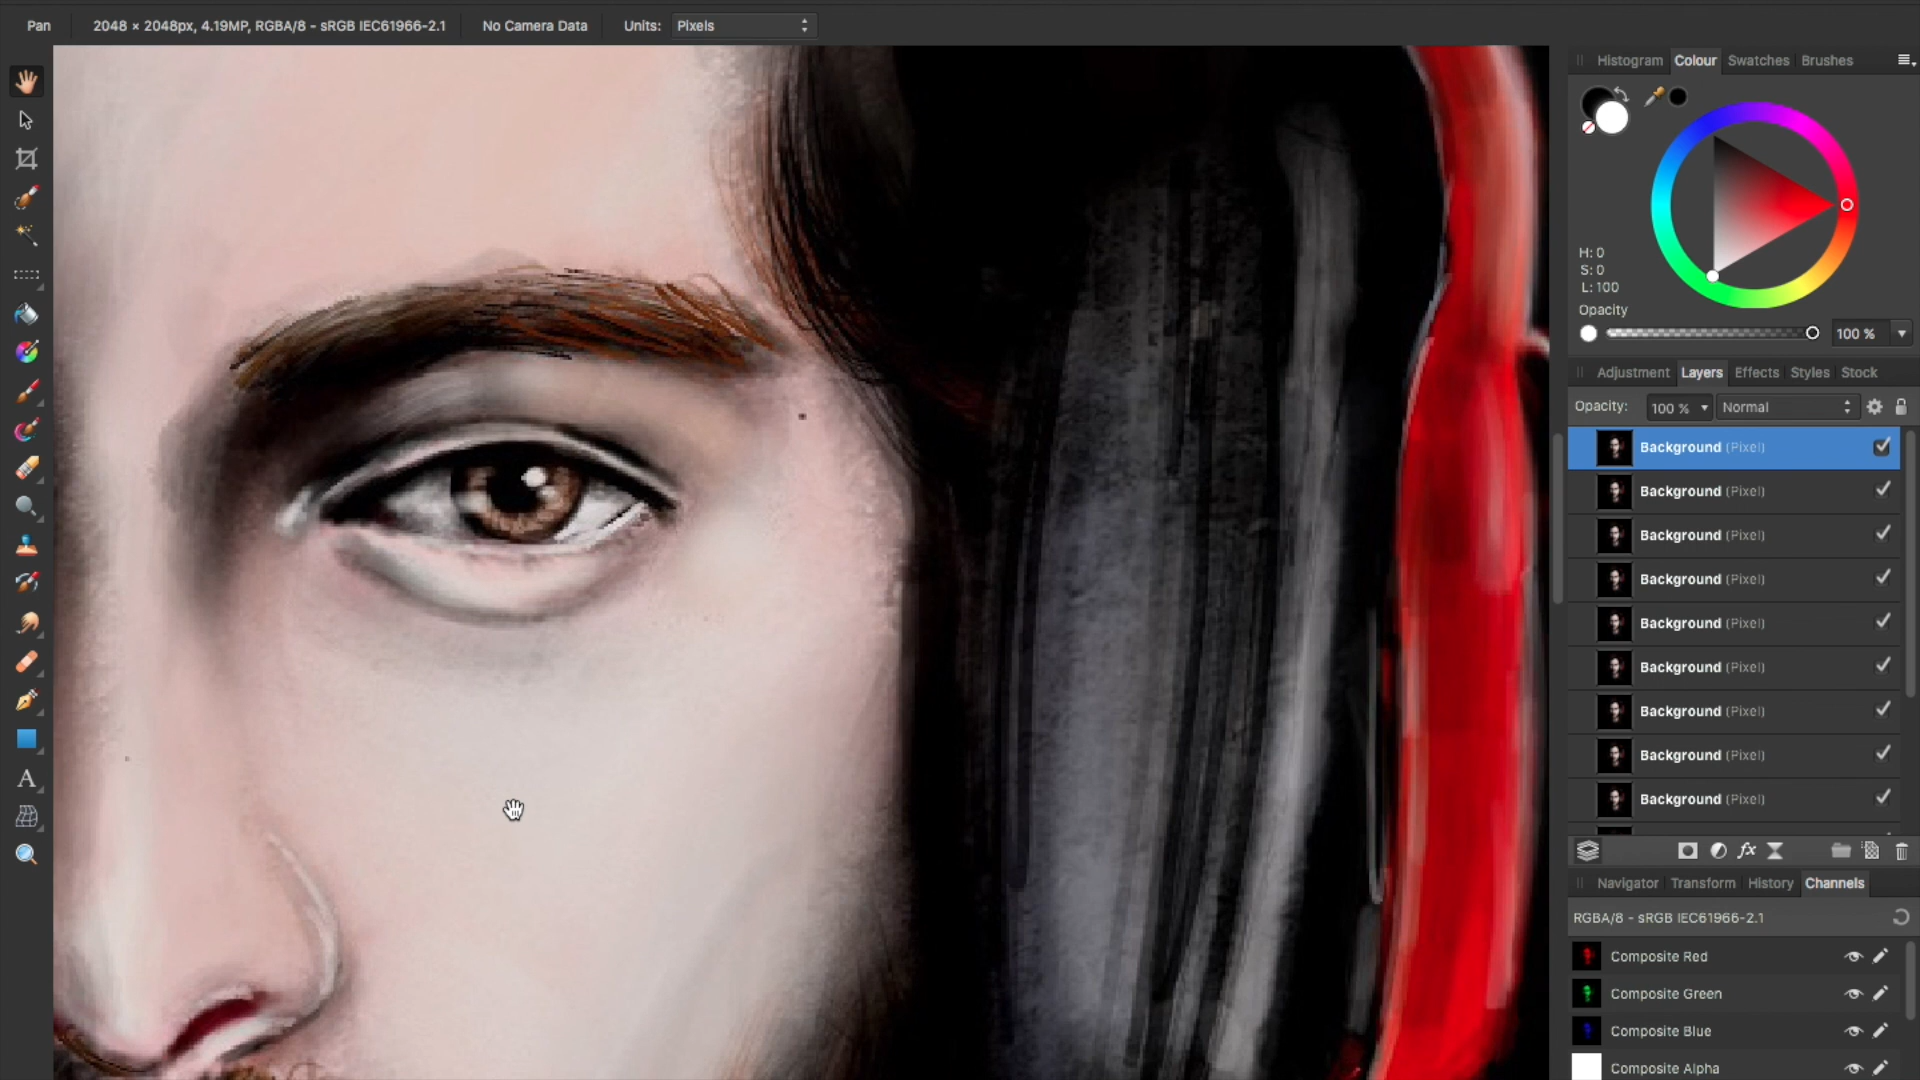 Pan 2048 × 2048px, 4.19MP, RGBA/8 - sRGB IEC61966-2.1 No Camera Data Units: Pixels
Histogram Colour Swatches Brushes
H: 0
S: 0
L: 100
Opacity
100 %
Adjustment Layers Effects Styles Stock
Opacity: 100 % Normal
Background (Pixel)
Background (Pixel)
Background (Pixel)
Background (Pixel)
Background (Pixel)
Background (Pixel)
Background (Pixel)
Background (Pixel)
Background (Pixel)
fx
Navigator Transform History Channels
RGBA/8 - sRGB IEC61966-2.1
Composite Red
Composite Green
Composite Blue
Composite Alpha
A